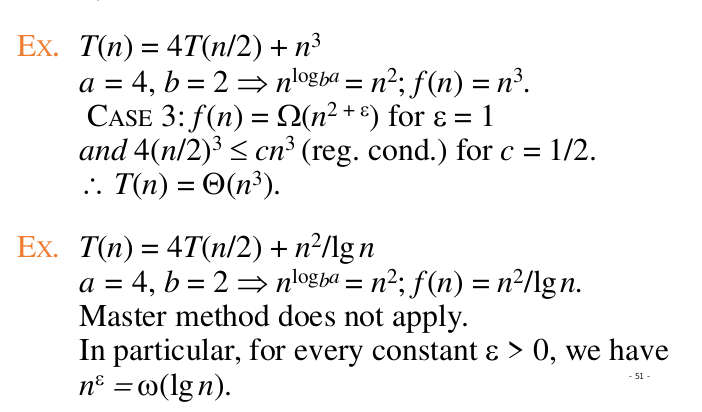 Ex. T(n) = 4T(n/2) + n³
a = 4, b = 2 ⇒ n^{log_b a} = n²; f(n) = n³.
CASE 3: f(n) = Ω(n^{2 + ε}) for ε = 1
and 4(n/2)³ ≤ cn³ (reg. cond.) for c = 1/2.
∴ T(n) = Θ(n³).
Ex. T(n) = 4T(n/2) + n²/lg n
a = 4, b = 2 ⇒ n^{log_b a} = n²; f(n) = n²/lg n.
Master method does not apply.
In particular, for every constant ε > 0, we have
n^ε = ω(lg n).
- 51 -